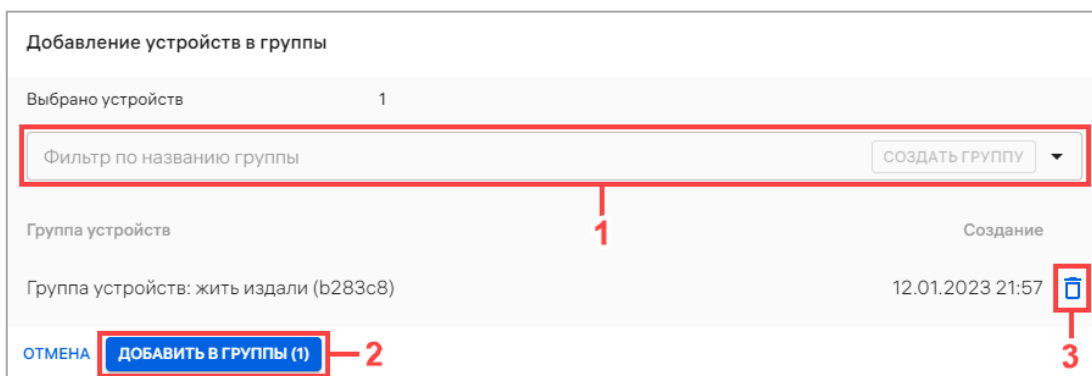 Добавление устройств в группы
Выбрано устройств 1
Фильтр по названию группы СОЗДАТЬ ГРУППУ
1
Группа устройств Создание
Группа устройств: жить издали (b283c8) 12.01.2023 21:57
ОТМЕНА ДОБАВИТЬ В ГРУППЫ (1) 2 3